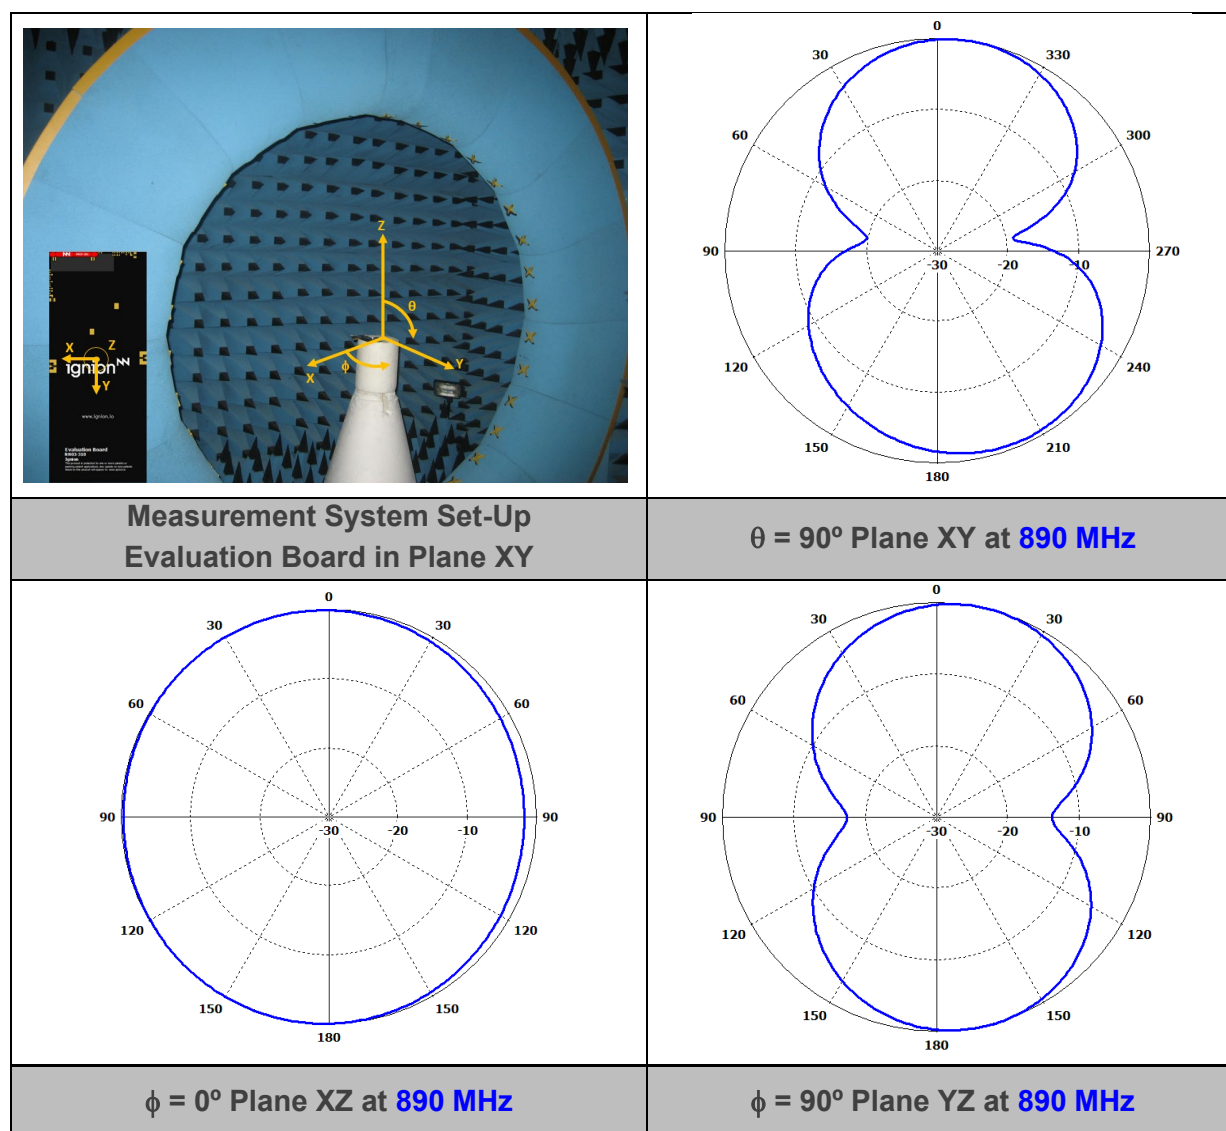 Z
θ
Y
X
ϕ
X
Z
ignion
Y
www.ignion.io
Evaluation Board
0
30
330
60
300
90
-30
-20
-10
270
120
240
150
210
180
Measurement System Set-Up
Evaluation Board in Plane XY
θ = 90º Plane XY at 890 MHz
0
30
30
60
60
90
-30
-20
-10
90
120
120
150
150
180
0
30
30
60
60
90
-30
-20
-10
90
120
120
150
150
180
ϕ = 0º Plane XZ at 890 MHz
ϕ = 90º Plane YZ at 890 MHz